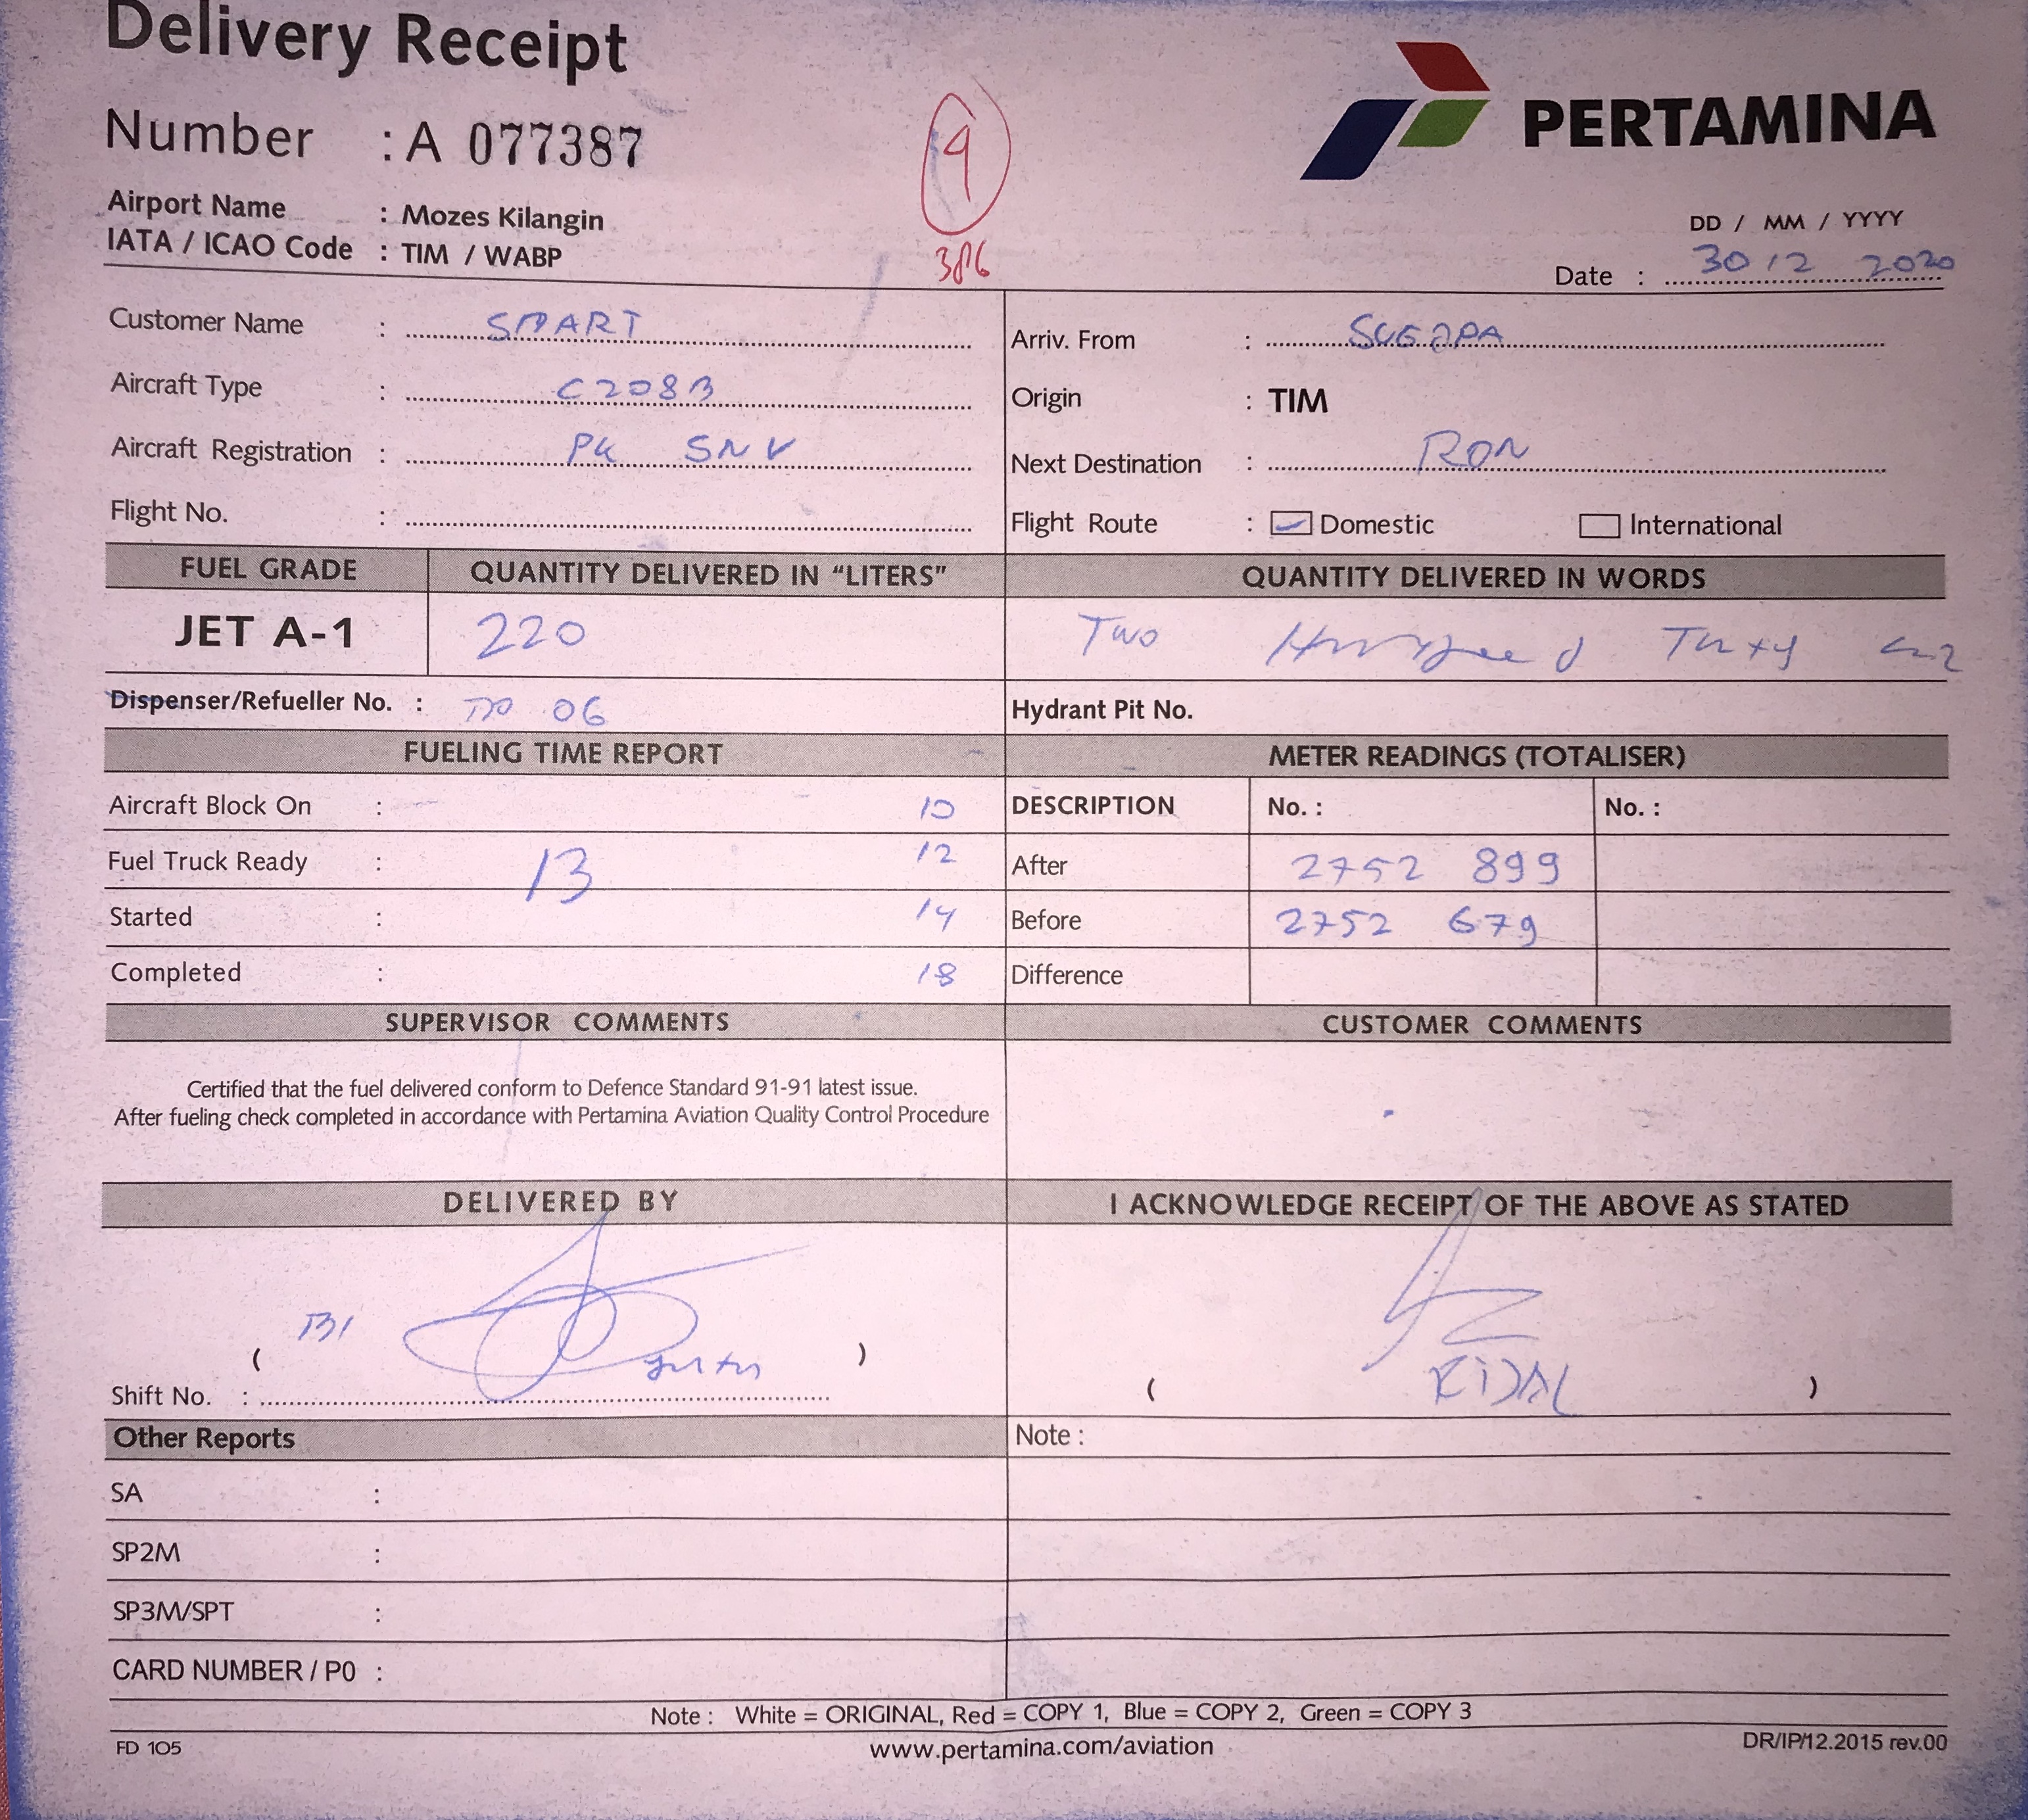 Delivery Receipt
Number : A 077387
9
386
PERTAMINA
Airport Name : Mozes Kilangin
IATA / ICAO Code : TIM / WABP
DD / MM / YYYY
Date : 30 12 2020
Customer Name : SMART
Arriv. From :
Aircraft Type : C208B
Origin : TIM
Aircraft Registration : PK SNV
Next Destination : RON
Flight No. :
Flight Route : Domestic International
FUEL GRADE QUANTITY DELIVERED IN “LITERS” QUANTITY DELIVERED IN WORDS
JET A-1 220 Two
Dispenser/Refueller No. : 06 Hydrant Pit No.
FUELING TIME REPORT METER READINGS (TOTALISER)
Aircraft Block On : 10 DESCRIPTION No. : No. :
Fuel Truck Ready : 13 12 After 2752 899
Started : 14 Before 2752 679
Completed : 18 Difference
SUPERVISOR COMMENTS CUSTOMER COMMENTS
Certified that the fuel delivered conform to Defence Standard 91-91 latest issue.
After fueling check completed in accordance with Pertamina Aviation Quality Control Procedure
DELIVERED BY I ACKNOWLEDGE RECEIPT OF THE ABOVE AS STATED
( )
Shift No. :
( )
Other Reports Note :
SA :
SP2M :
SP3M/SPT :
CARD NUMBER / P0 :
Note : White = ORIGINAL, Red = COPY 1, Blue = COPY 2, Green = COPY 3
FD 105 www.pertamina.com/aviation DR/IP/12.2015 rev.00